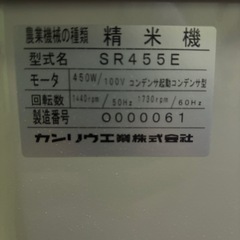 農業機械の種類 精米機
型式名 SR455E
モータ 450W/100V コンデンサ起動コンデンサ型
回転数 1440rpm/50Hz 1730rpm/60Hz
製造番号 0000061
カンリウ工業株式会社